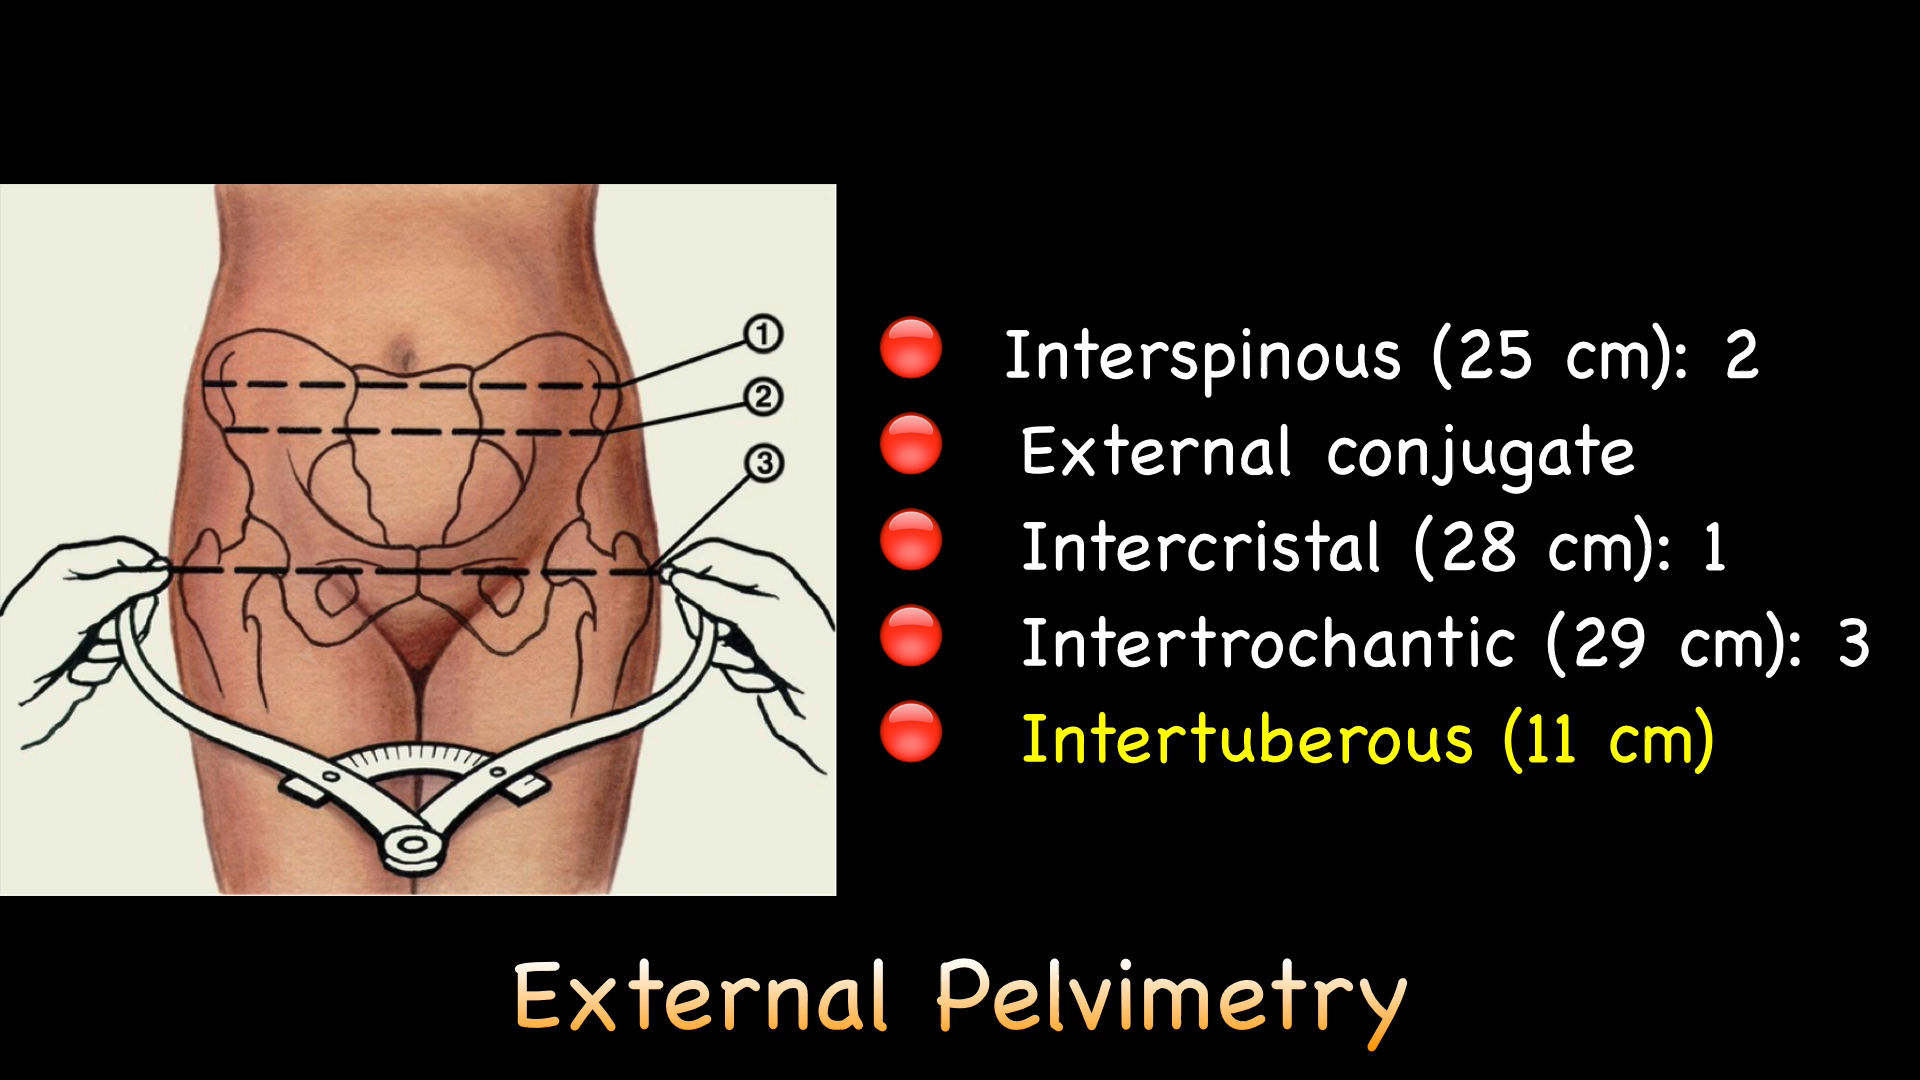 ①
②
③
Interspinous (25 cm): 2
External conjugate
Intercristal (28 cm): 1
Intertrochantic (29 cm): 3
Intertuberous (11 cm)
External Pelvimetry